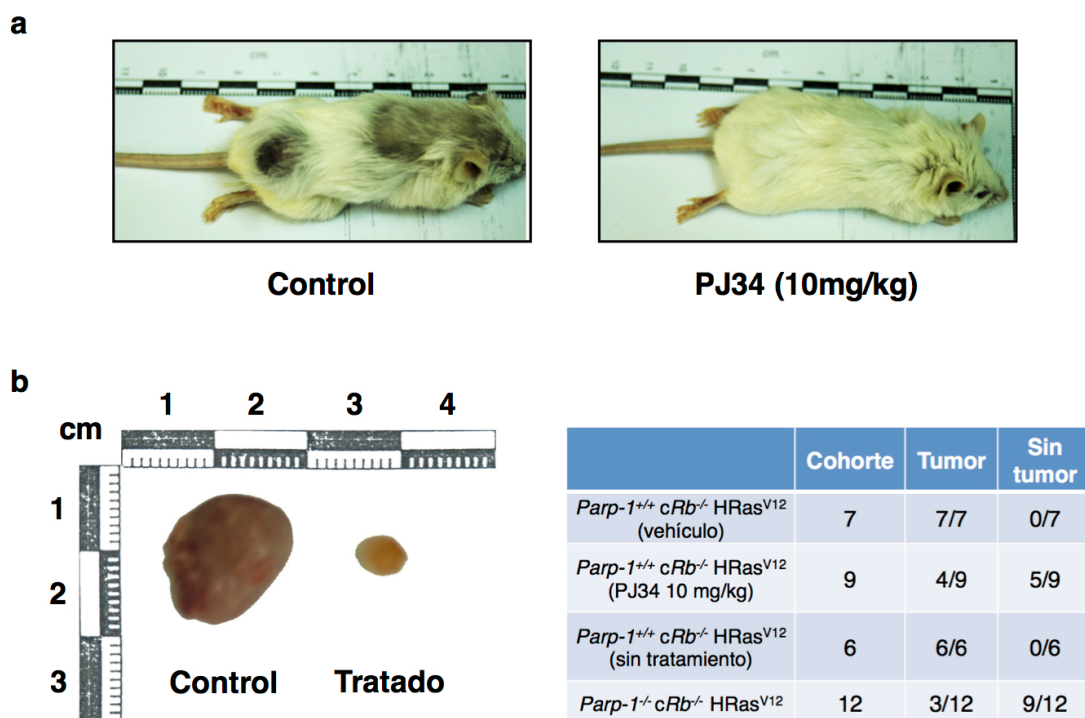 a
cm
cm
Control
PJ34 (10mg/kg)
b
1 2 3 4
cm
1
2
3
Control Tratado
Cohorte Tumor Sin tumor
Parp-1+/+ cRb-/- HRasV12 (vehículo) 7 7/7 0/7
Parp-1+/+ cRb-/- HRasV12 (PJ34 10 mg/kg) 9 4/9 5/9
Parp-1+/+ cRb-/- HRasV12 (sin tratamiento) 6 6/6 0/6
Parp-1-/- cRb-/- HRasV12 12 3/12 9/12